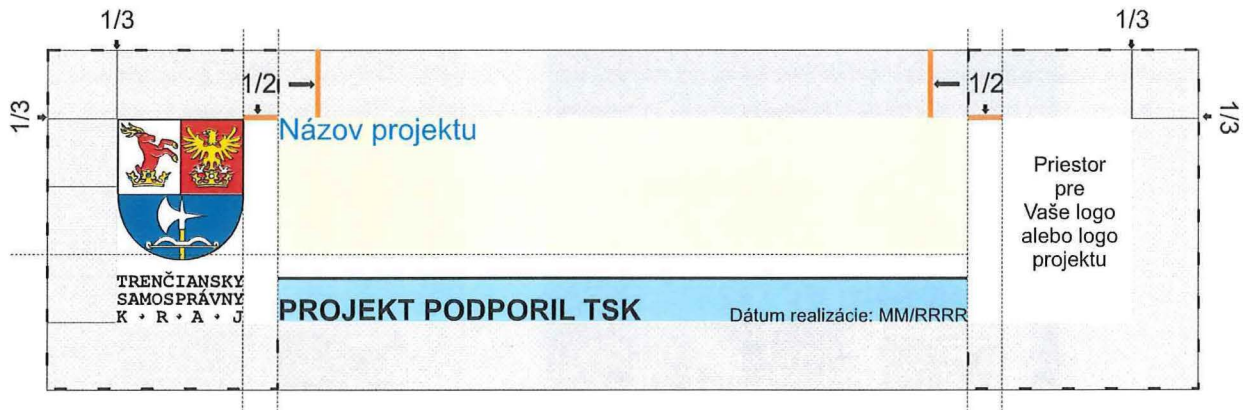 1/3
1/3
1/2
1/2
1/3
1/3
Názov projektu
Priestor
pre
Vaše logo
alebo logo
projektu
TRENČIANSKY
SAMOSPRÁVNY
K • R • A • J
PROJEKT PODPORIL TSK
Dátum realizácie: MM/RRRR